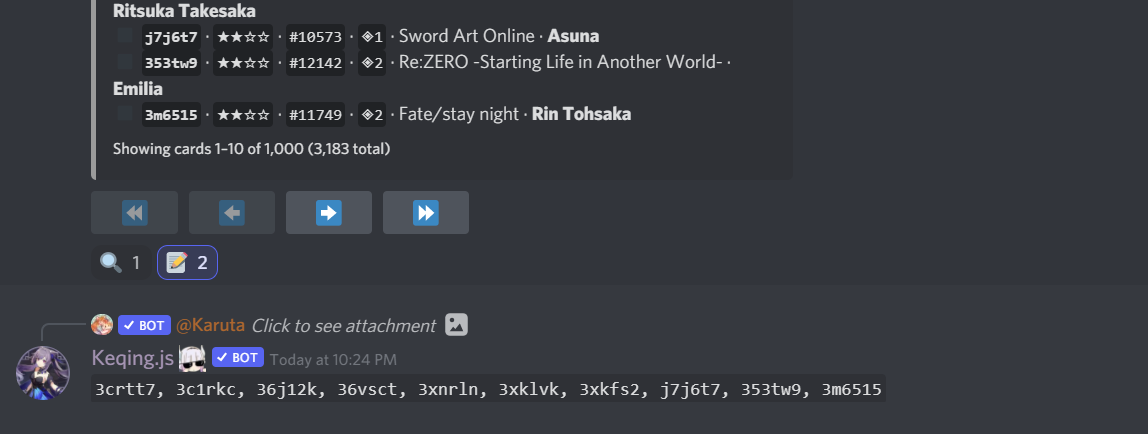 Ritsuka Takesaka
j7j6t7 · ★★☆☆ · #10573 · ◈1 · Sword Art Online · Asuna
353tw9 · ★★☆☆ · #12142 · ◈2 · Re:ZERO -Starting Life in Another World- ·
Emilia
3m6515 · ★★☆☆ · #11749 · ◈2 · Fate/stay night · Rin Tohsaka
Showing cards 1–10 of 1,000 (3,183 total)
1 2
✓ BOT @Karuta Click to see attachment
Keqing.js ✓ BOT Today at 10:24 PM
3crtt7, 3c1rkc, 36j12k, 36vsct, 3xnrln, 3xklvk, 3xkfs2, j7j6t7, 353tw9, 3m6515